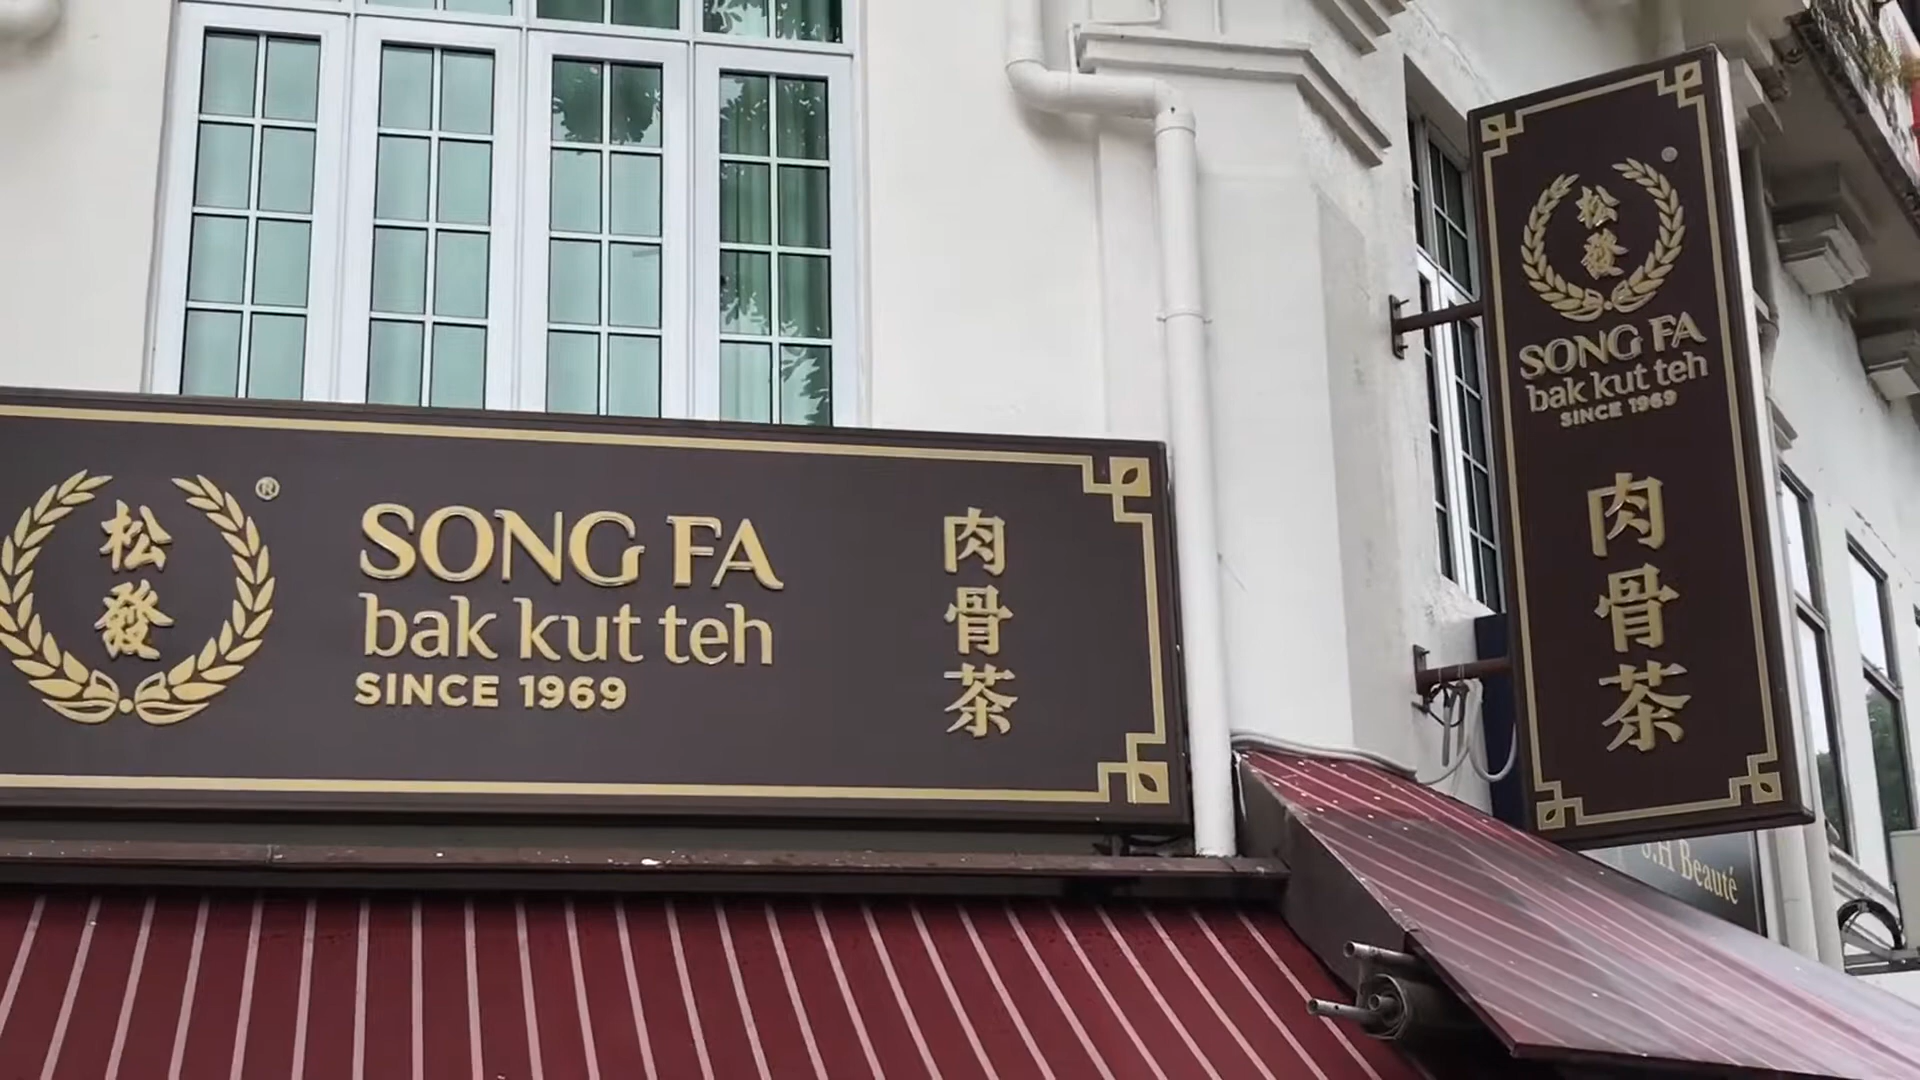 松
發
®
SONG FA
bak kut teh
SINCE 1969
肉
骨
茶
松
發
SONG FA
bak kut teh
SINCE 1969
肉
骨
茶
Beauté